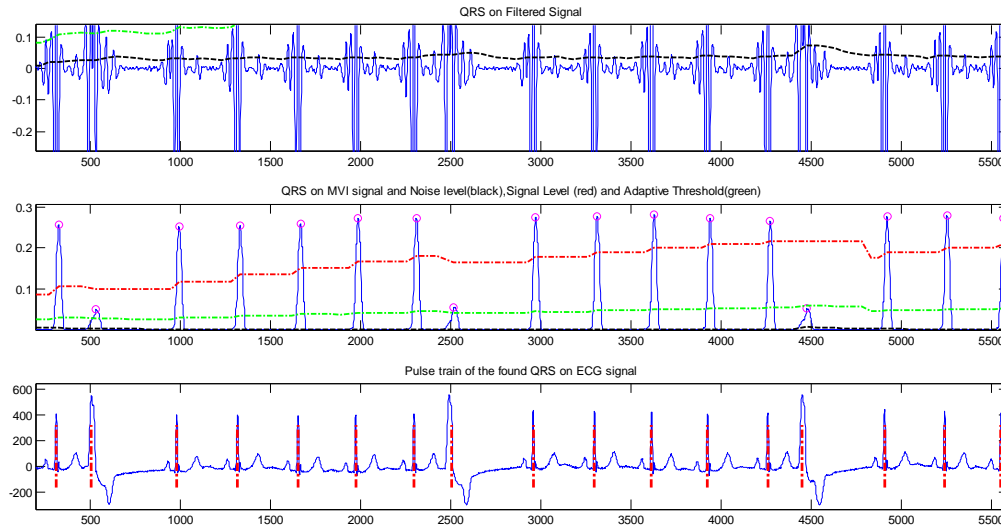 QRS on Filtered Signal
0.1
0
-0.1
-0.2
500 1000 1500 2000 2500 3000 3500 4000 4500 5000 5500
QRS on MVI signal and Noise level(black),Signal Level (red) and Adaptive Threshold(green)
0.3
0.2
0.1
500 1000 1500 2000 2500 3000 3500 4000 4500 5000 5500
Pulse train of the found QRS on ECG signal
600
400
200
0
-200
500 1000 1500 2000 2500 3000 3500 4000 4500 5000 5500